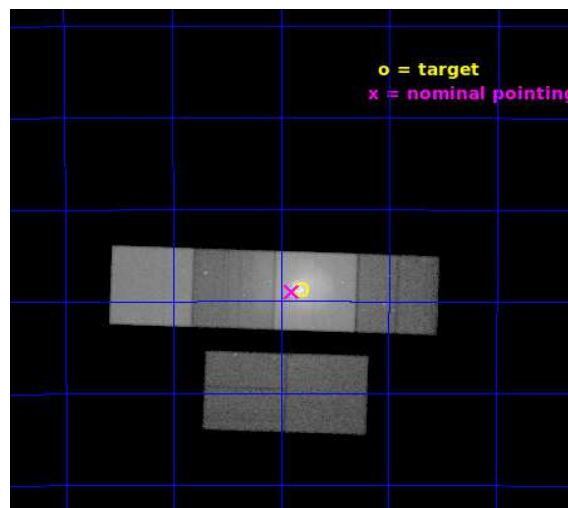 o = target
x = nominal pointing